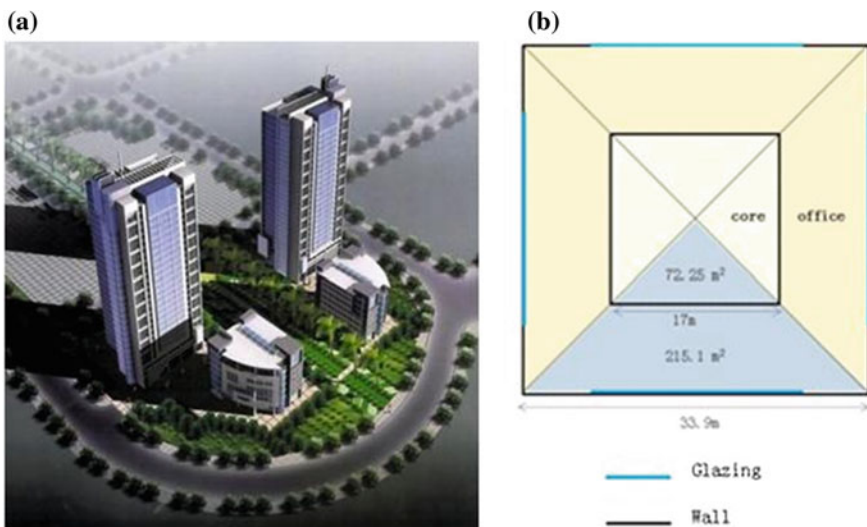 (a)
(b)
core
office
72.25 m²
17m
215.1 m²
33.9m
Glazing
Wall